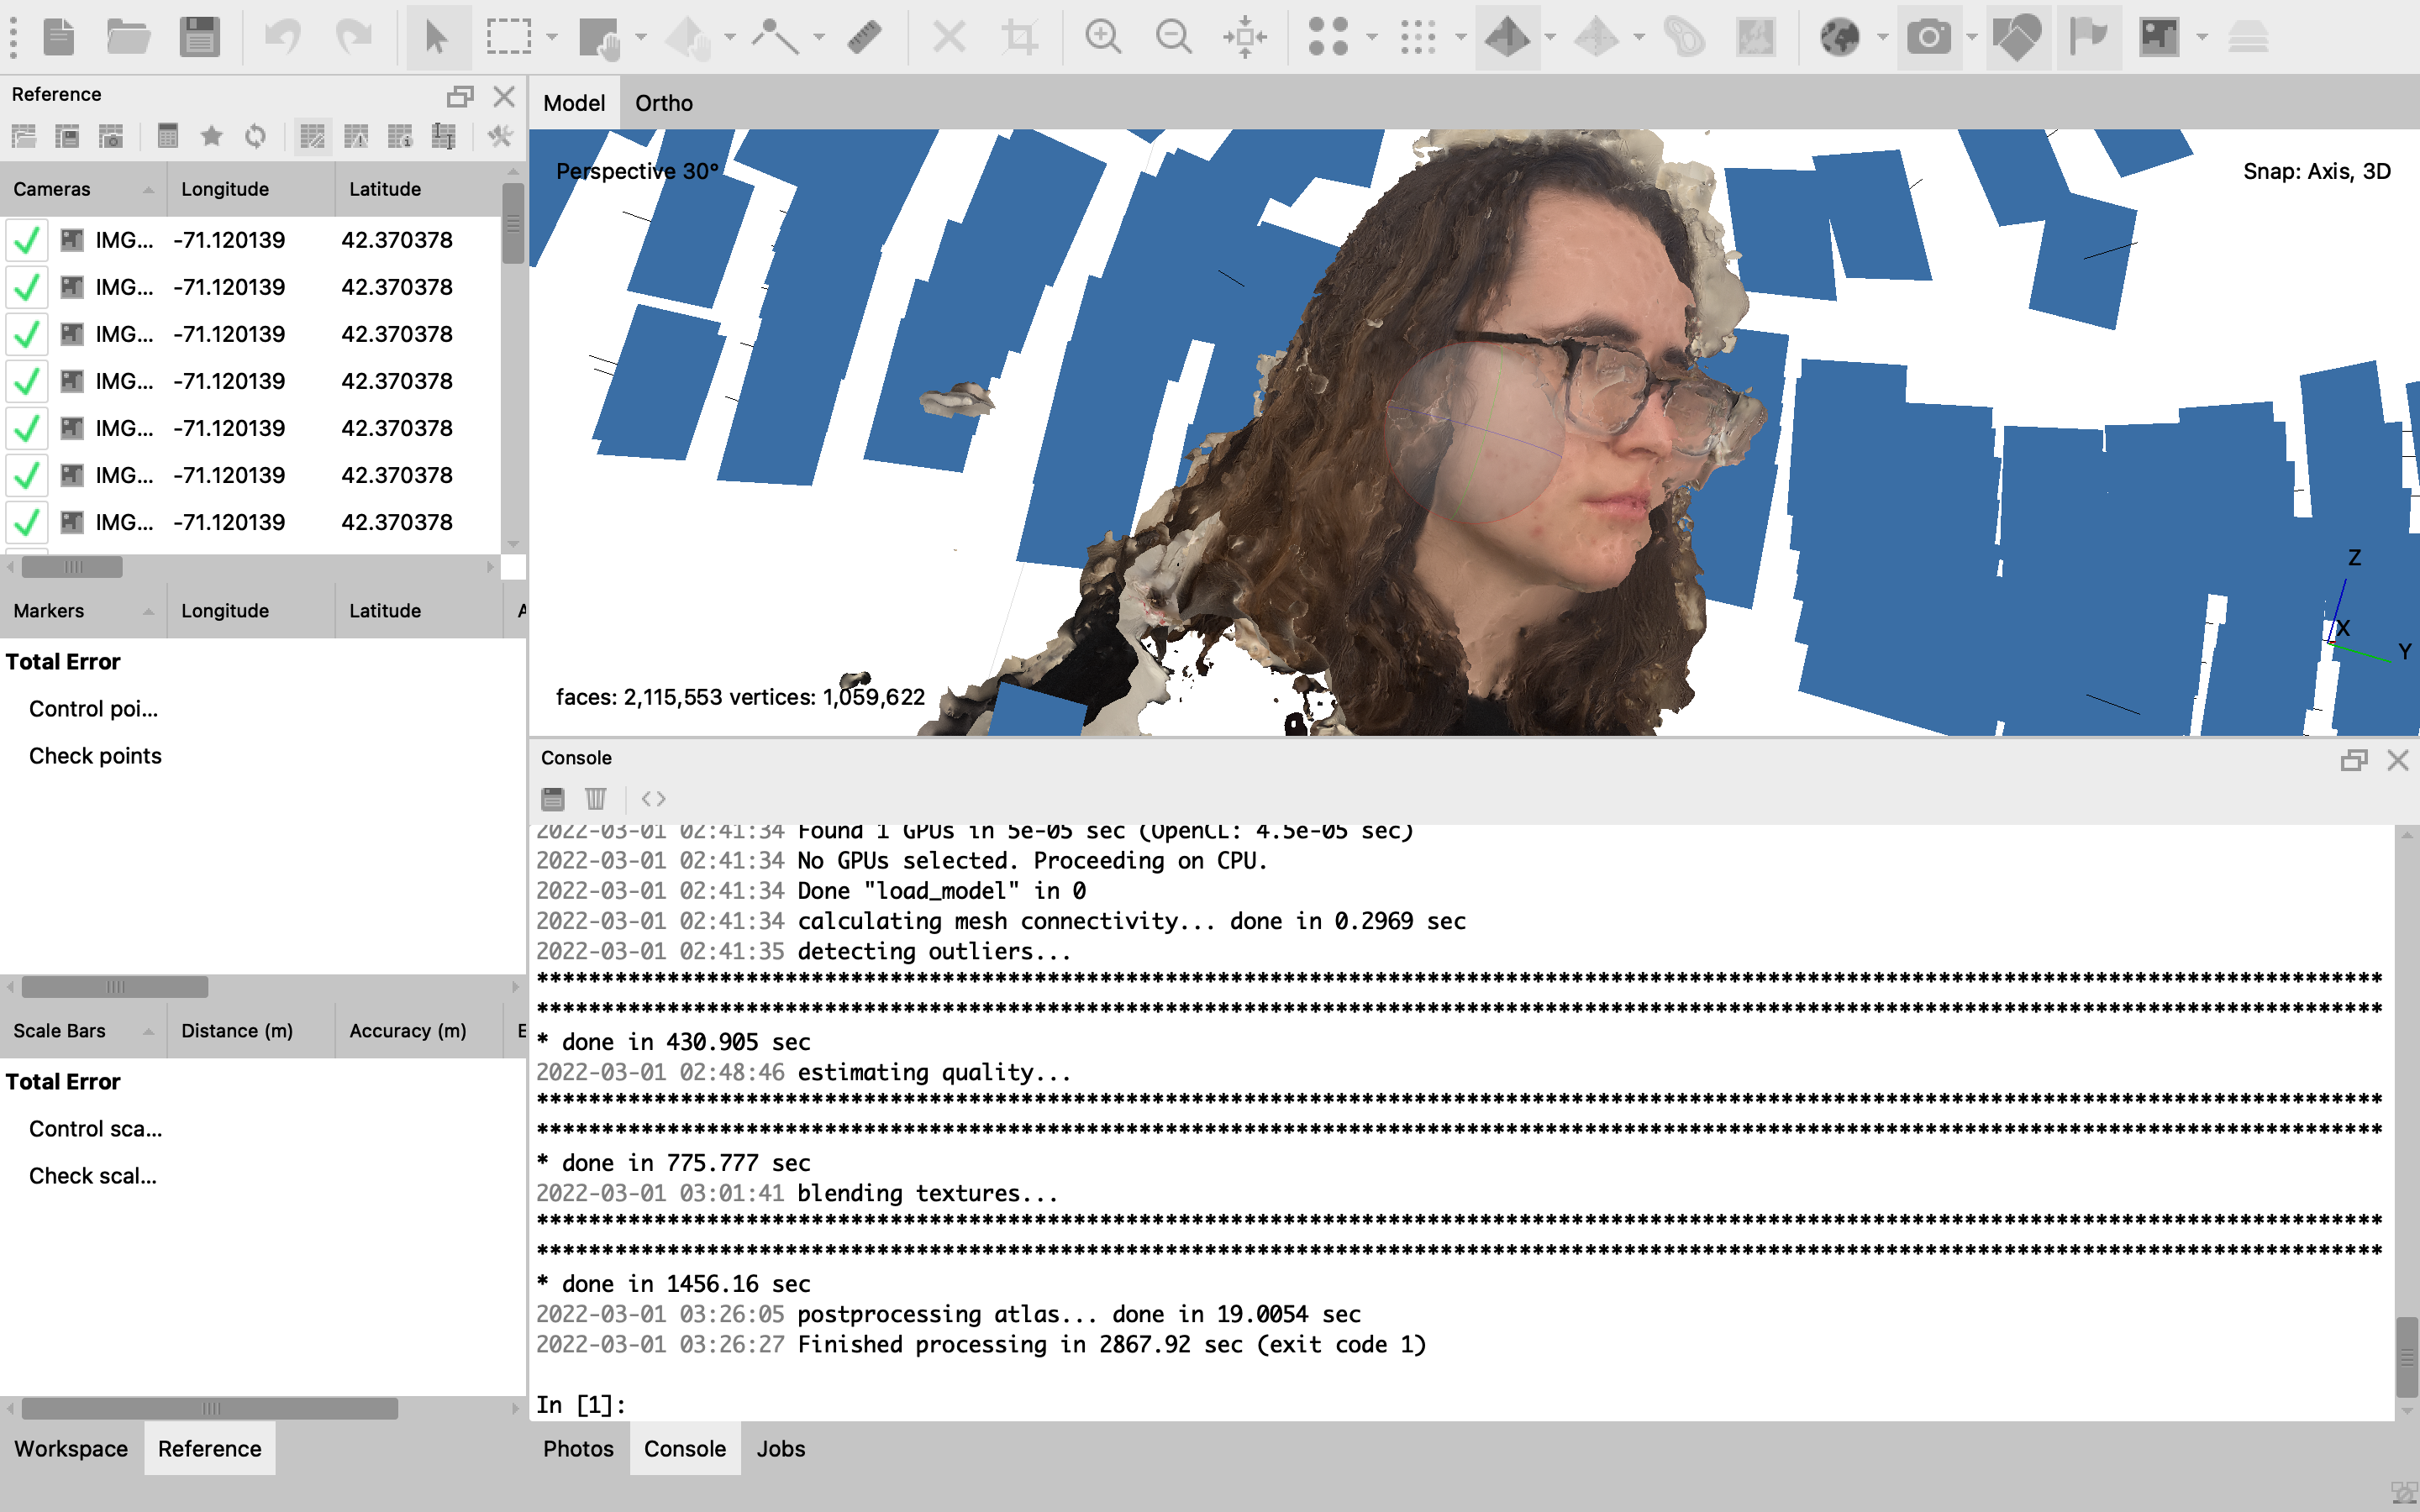 Reference
Cameras Longitude Latitude
IMG... -71.120139 42.370378
IMG... -71.120139 42.370378
IMG... -71.120139 42.370378
IMG... -71.120139 42.370378
IMG... -71.120139 42.370378
IMG... -71.120139 42.370378
IMG... -71.120139 42.370378
Markers Longitude Latitude A
Total Error
Control poi...
Check points
Scale Bars Distance (m) Accuracy (m) E
Total Error
Control sca...
Check scal...
Workspace Reference
Model Ortho
Perspective 30°
Snap: Axis, 3D
Z
X
Y
faces: 2,115,553 vertices: 1,059,622
Console
2022-03-01 02:41:34 Found 1 GPUs in 5e-05 sec (OpenCL: 4.5e-05 sec)
2022-03-01 02:41:34 No GPUs selected. Proceeding on CPU.
2022-03-01 02:41:34 Done "load_model" in 0
2022-03-01 02:41:34 calculating mesh connectivity... done in 0.2969 sec
2022-03-01 02:41:35 detecting outliers...
* done in 430.905 sec
2022-03-01 02:48:46 estimating quality...
* done in 775.777 sec
2022-03-01 03:01:41 blending textures...
* done in 1456.16 sec
2022-03-01 03:26:05 postprocessing atlas... done in 19.0054 sec
2022-03-01 03:26:27 Finished processing in 2867.92 sec (exit code 1)
In [1]:
Photos Console Jobs